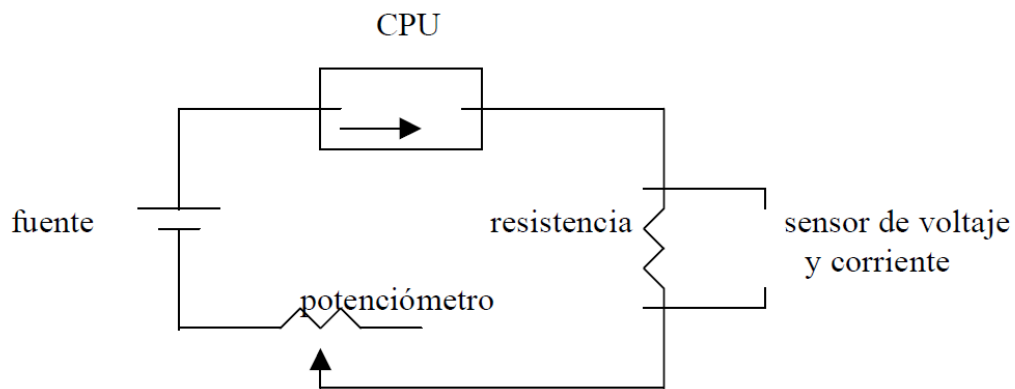 CPU
fuente
resistencia
sensor de voltaje
y corriente
potenciómetro